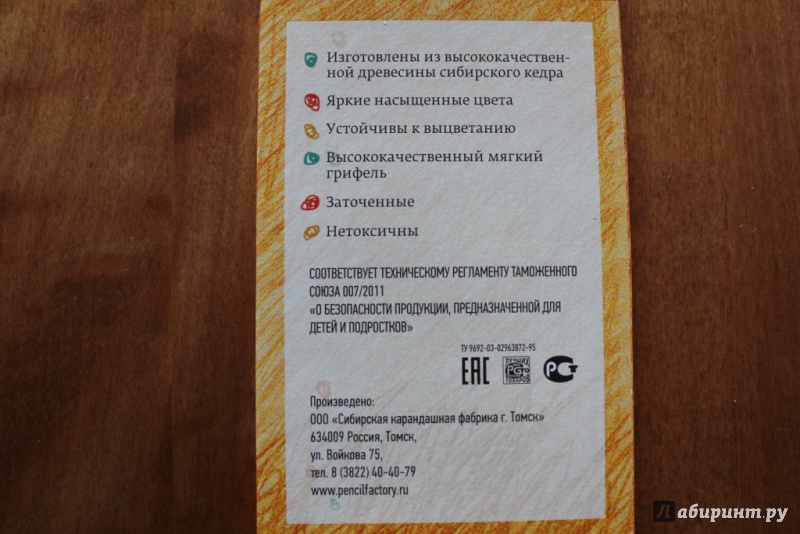 Изготовлены из высококачествен-
ной древесины сибирского кедра
Яркие насыщенные цвета
Устойчивы к выцветанию
Высококачественный мягкий
грифель
Заточенные
Нетоксичны
СООТВЕТСТВУЕТ ТЕХНИЧЕСКОМУ РЕГЛАМЕНТУ ТАМОЖЕННОГО
СОЮЗА 007/2011
«О БЕЗОПАСНОСТИ ПРОДУКЦИИ, ПРЕДНАЗНАЧЕННОЙ ДЛЯ
ДЕТЕЙ И ПОДРОСТКОВ»
ТУ 9692-03-02963872-95
ЕАС
РСТ
Произведено:
ООО «Сибирская карандашная фабрика г. Томск»
634009 Россия, Томск,
ул. Войкова 75,
тел. 8 (3822) 40-40-79
www.pencilfactory.ru
Лабиринт.ру